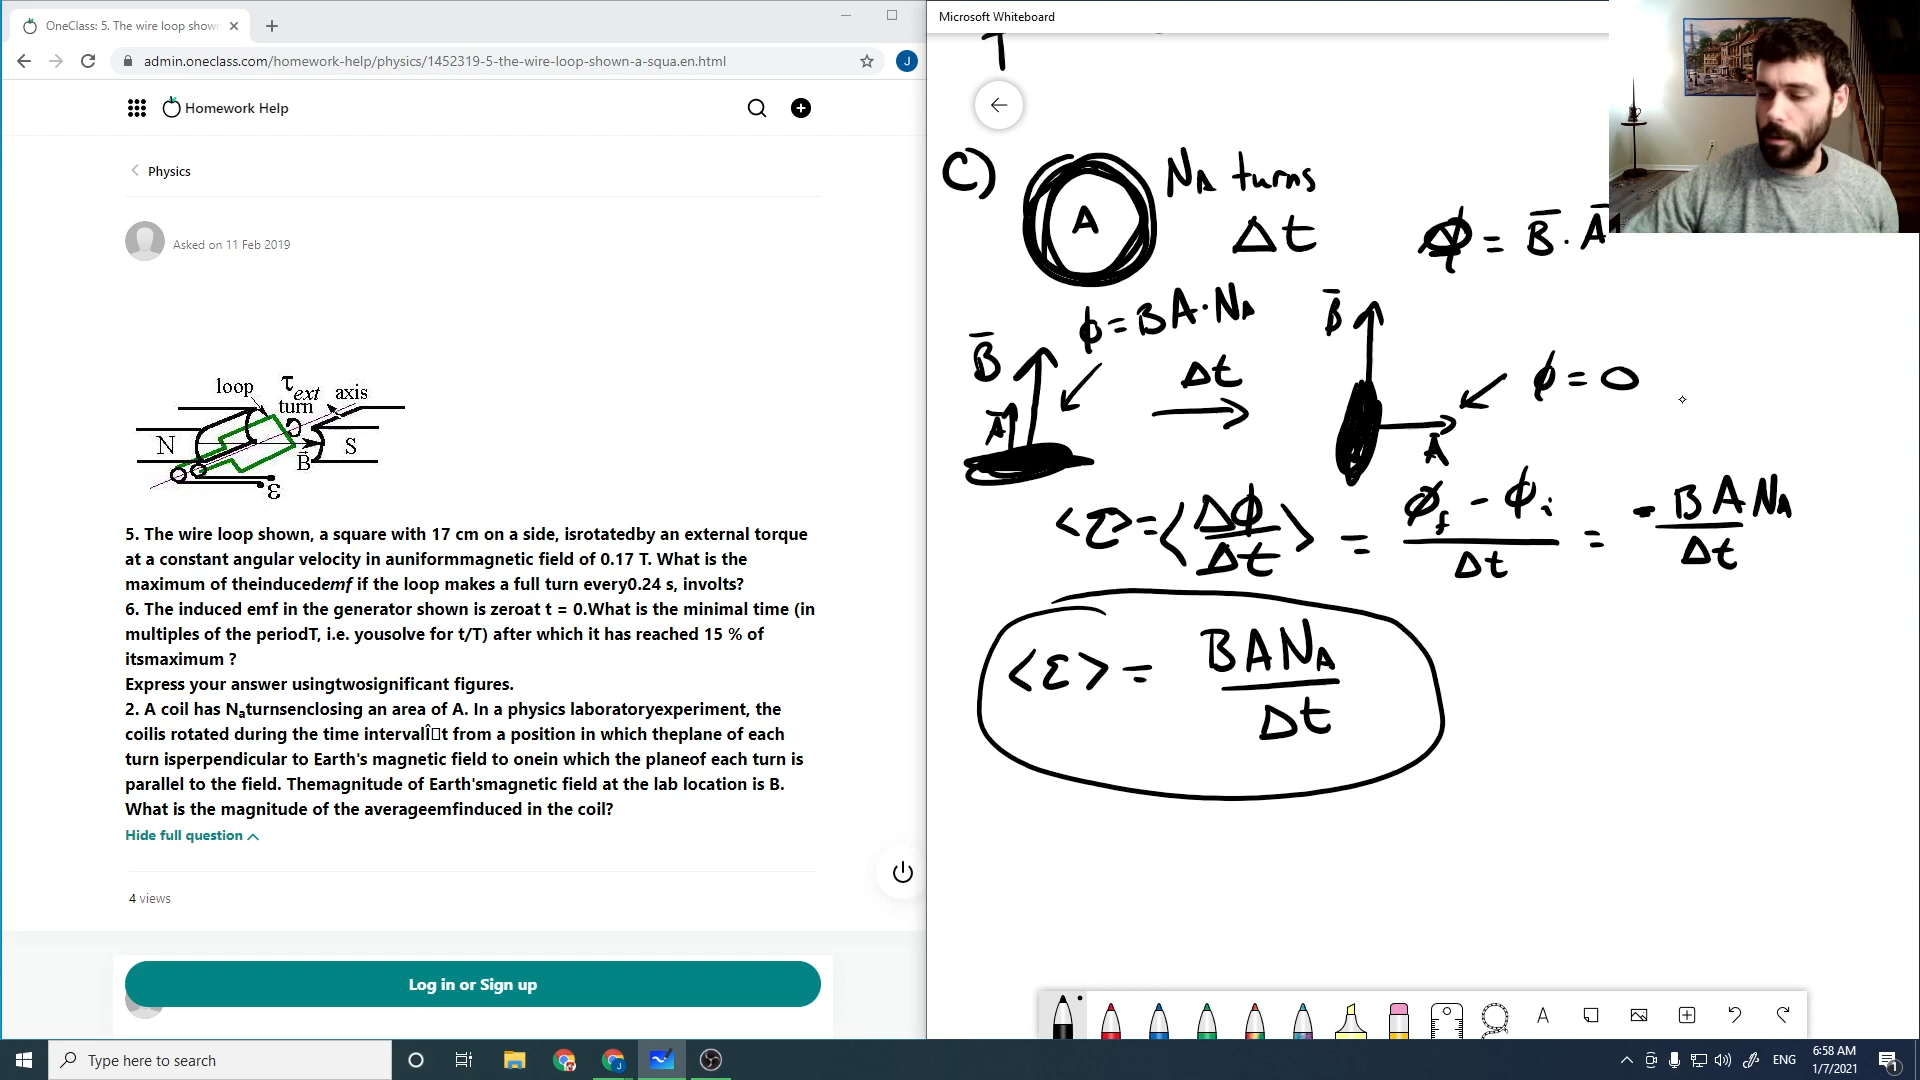 OneClass: 5. The wire loop show
admin.oneclass.com/homework-help/physics/1452319-5-the-wire-loop-shown-a-squa.en.html
J
Homework Help
Physics
Asked on 11 Feb 2019
loop τext axis
turn
N S
B
ε
5. The wire loop shown, a square with 17 cm on a side, isrotatedby an external torque
at a constant angular velocity in auniformmagnetic field of 0.17 T. What is the
maximum of theinducedemf if the loop makes a full turn every0.24 s, involts?
6. The induced emf in the generator shown is zeroat t = 0.What is the minimal time (in
multiples of the periodT, i.e. yousolve for t/T) after which it has reached 15 % of
itsmaximum ?
Express your answer usingtwosignificant figures.
2. A coil has Naturnsenclosing an area of A. In a physics laboratoryexperiment, the
coilis rotated during the time intervalÎ□t from a position in which theplane of each
turn isperpendicular to Earth's magnetic field to onein which the planeof each turn is
parallel to the field. Themagnitude of Earth'smagnetic field at the lab location is B.
What is the magnitude of the averageemfinduced in the coil?
Hide full question
4 views
Log in or Sign up
Microsoft Whiteboard
C) A NA turns
Δt
ϕ = B̄ · Ā
B̄ Ā ϕ = BA·NA
Δt
B̄ Ā ϕ = 0
<ε> = <Δϕ/Δt> = (ϕf - ϕi)/Δt = -BANA/Δt
<ε> = BANA/Δt
A
Type here to search
J
ENG
6:58 AM
1/7/2021
1